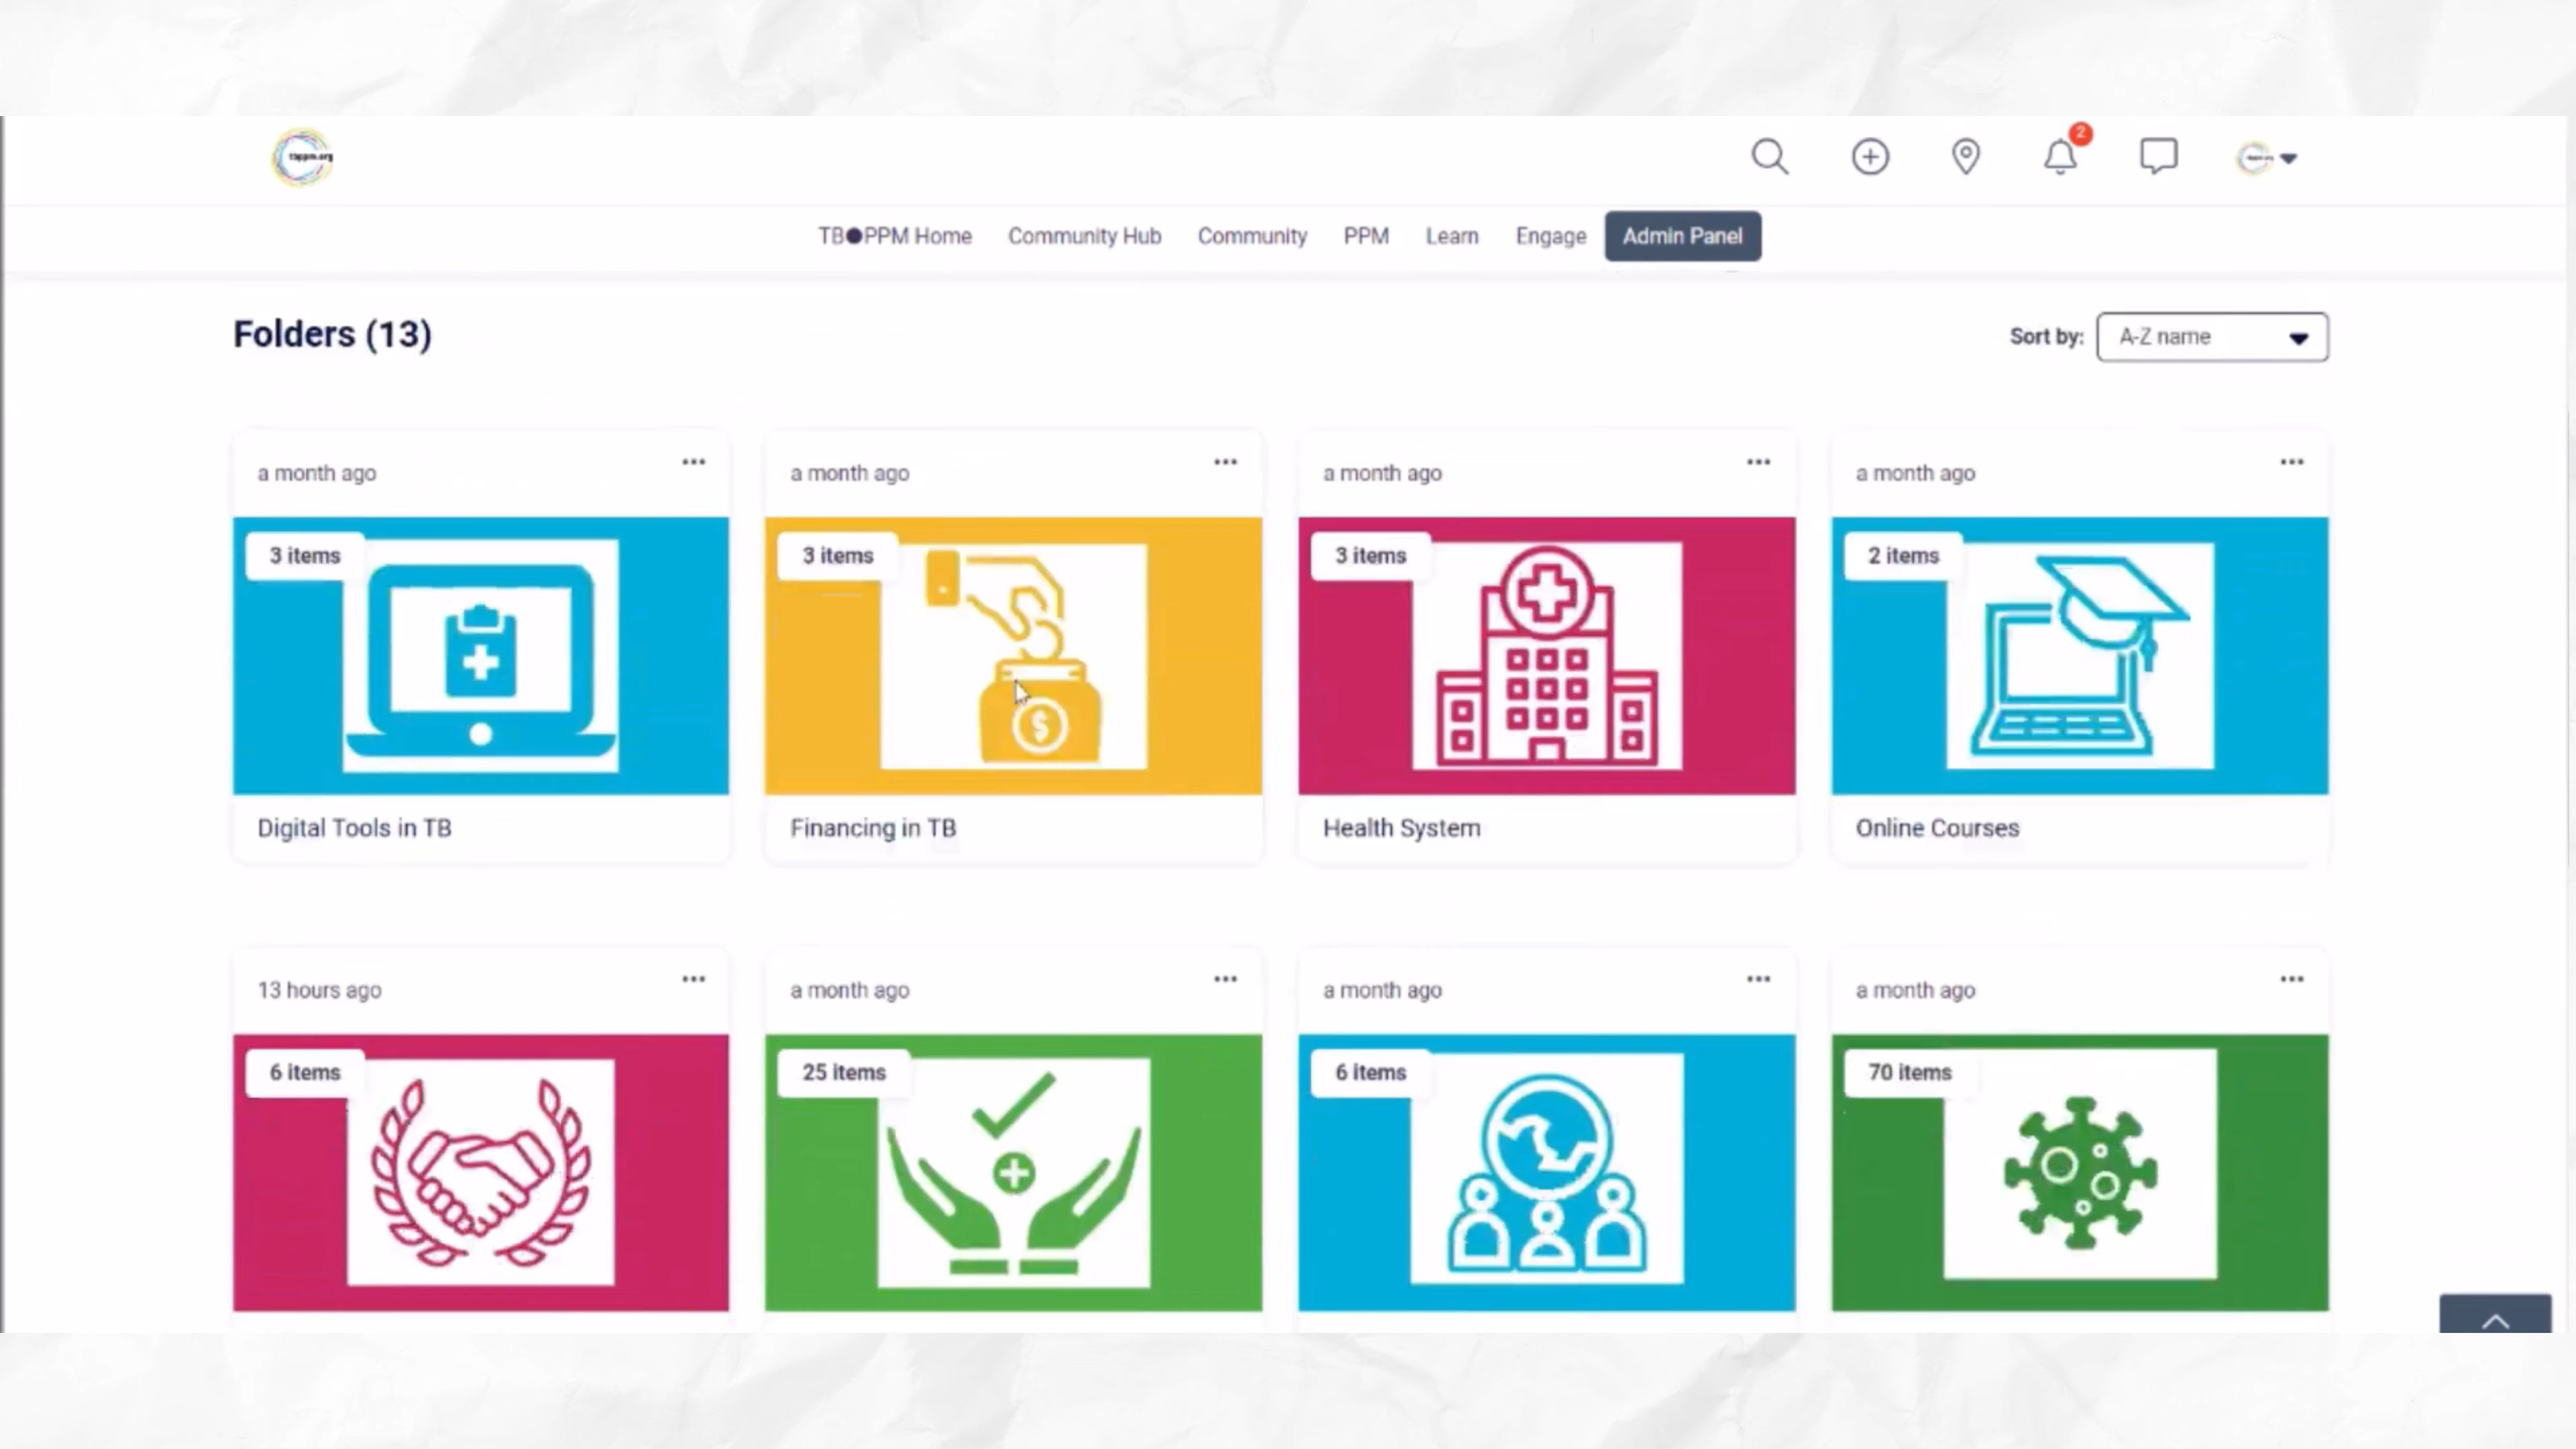 tbppm.org
2
TB●PPM Home
Community Hub
Community
PPM
Learn
Engage
Admin Panel
Folders (13)
Sort by:
A-Z name
a month ago
a month ago
a month ago
a month ago
3 items
3 items
3 items
2 items
$
Digital Tools in TB
Financing in TB
Health System
Online Courses
13 hours ago
a month ago
a month ago
a month ago
6 items
25 items
6 items
70 items